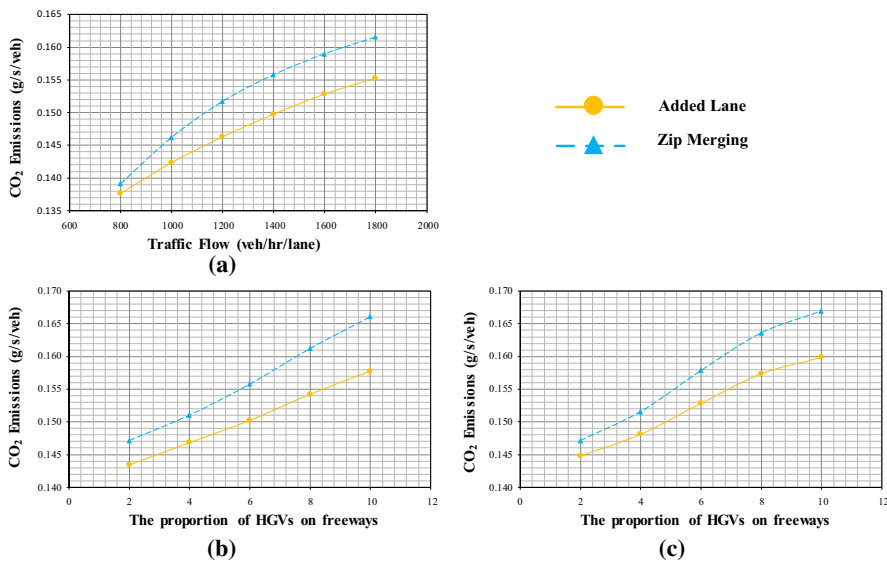 0.165
0.160
0.155
0.150
0.145
0.140
0.135
CO2 Emissions (g/s/veh)
600 800 1000 1200 1400 1600 1800 2000
Traffic Flow (veh/hr/lane)
(a)
Added Lane
Zip Merging
0.170
0.165
0.160
0.155
0.150
0.145
0.140
CO2 Emissions (g/s/veh)
0 2 4 6 8 10 12
The proportion of HGVs on freeways
(b)
0.170
0.165
0.160
0.155
0.150
0.145
0.140
CO2 Emissions (g/s/veh)
0 2 4 6 8 10 12
The proportion of HGVs on freeways
(c)